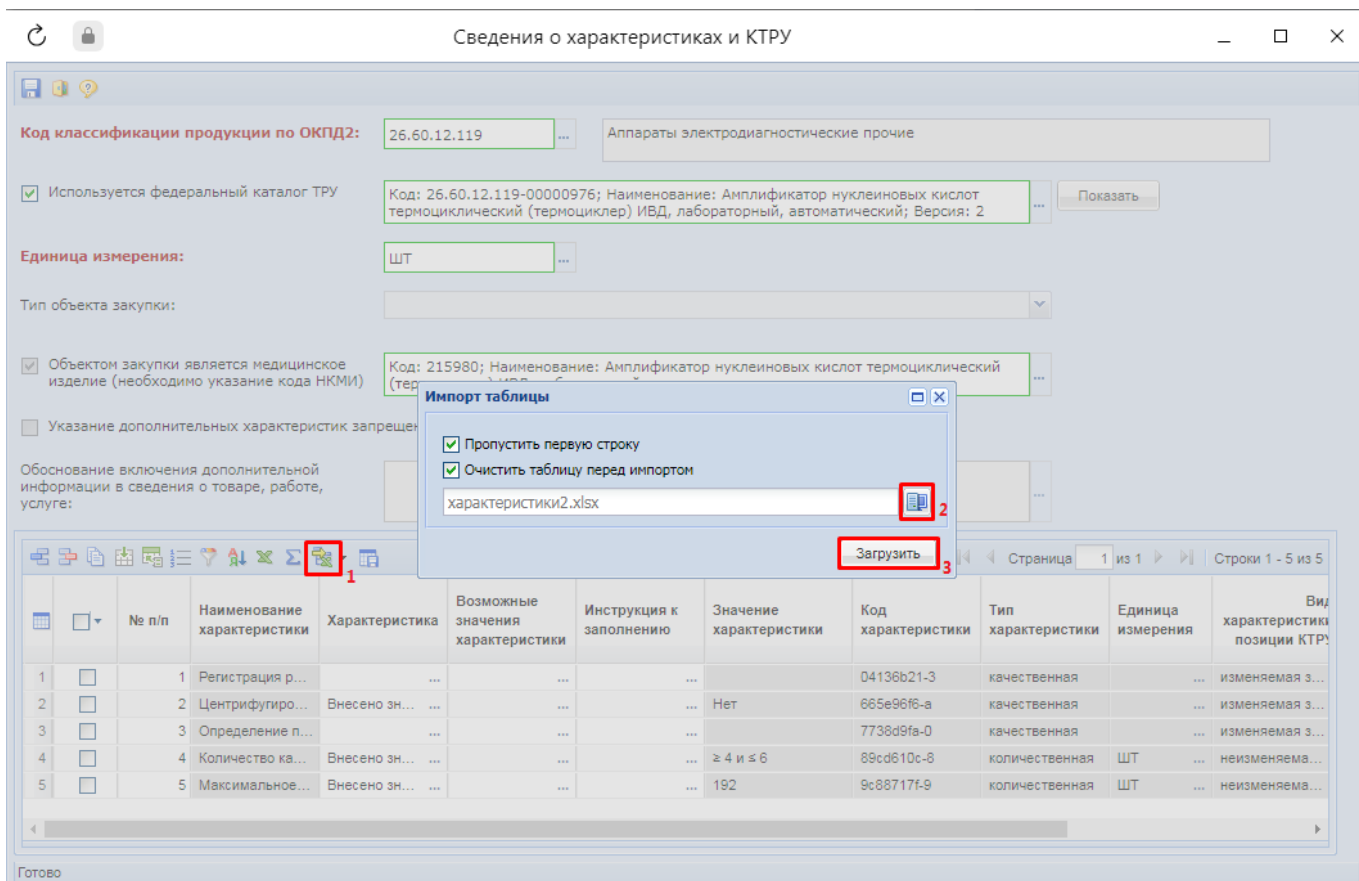 Сведения о характеристиках и КТРУ
Код классификации продукции по ОКПД2:
26.60.12.119
...
Аппараты электродиагностические прочие
Используется федеральный каталог ТРУ
Код: 26.60.12.119-00000976; Наименование: Амплификатор нуклеиновых кислот
термоциклический (термоциклер) ИВД, лабораторный, автоматический; Версия: 2
...
Показать
Единица измерения:
ШТ
...
Тип объекта закупки:
Объектом закупки является медицинское
изделие (необходимо указание кода НКМИ)
Код: 215980; Наименование: Амплификатор нуклеиновых кислот термоциклический
(тер
...
Импорт таблицы
Указание дополнительных характеристик запрещен
Пропустить первую строку
Очистить таблицу перед импортом
Обоснование включения дополнительной
информации в сведения о товаре, работе,
услуге:
...
характеристики2.xlsx
2
Загрузить
3
1
Страница 1 из 1
Строки 1 - 5 из 5
№ п/п
Наименование
характеристики
Характеристика
Возможные
значения
характеристики
Инструкция к
заполнению
Значение
характеристики
Код
характеристики
Тип
характеристики
Единица
измерения
Вид
характеристики
позиции КТРУ
1 1 Регистрация р... ... ... ... 04136b21-3 качественная ... изменяемая з...
2 2 Центрифугиро... Внесено зн... ... ... ... Нет 665e96f6-a качественная ... изменяемая з...
3 3 Определение п... ... ... ... 7738d9fa-0 качественная ... изменяемая з...
4 4 Количество ка... Внесено зн... ... ... ... ≥ 4 и ≤ 6 89cd610c-8 количественная ШТ ... неизменяема...
5 5 Максимальное... Внесено зн... ... ... ... 192 9c88717f-9 количественная ШТ ... неизменяема...
Готово